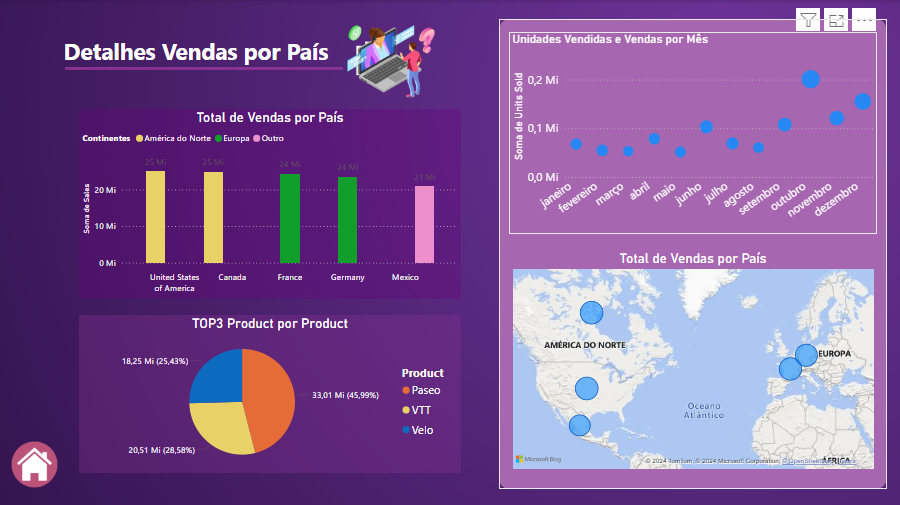 Detalhes Vendas por País
Total de Vendas por País
Continentes América do Norte Europa Outro
Soma de Sales
20 Mi
10 Mi
0 Mi
25 Mi
25 Mi
24 Mi
24 Mi
21 Mi
United States
of America
Canada
France
Germany
Mexico
TOP3 Product por Product
18,25 Mi (25,43%)
33,01 Mi (45,99%)
20,51 Mi (28,58%)
Product
Paseo
VTT
Velo
Unidades Vendidas e Vendas por Mês
Soma de Units Sold
0,2 Mi
0,1 Mi
0,0 Mi
janeiro
fevereiro
março
abril
maio
junho
julho
agosto
setembro
outubro
novembro
dezembro
Total de Vendas por País
AMÉRICA DO NORTE
EUROPA
Oceano
Atlântico
ÁFRICA
Microsoft Bing
© 2024 TomTom, © 2024 Microsoft Corporation, © OpenStreetMap